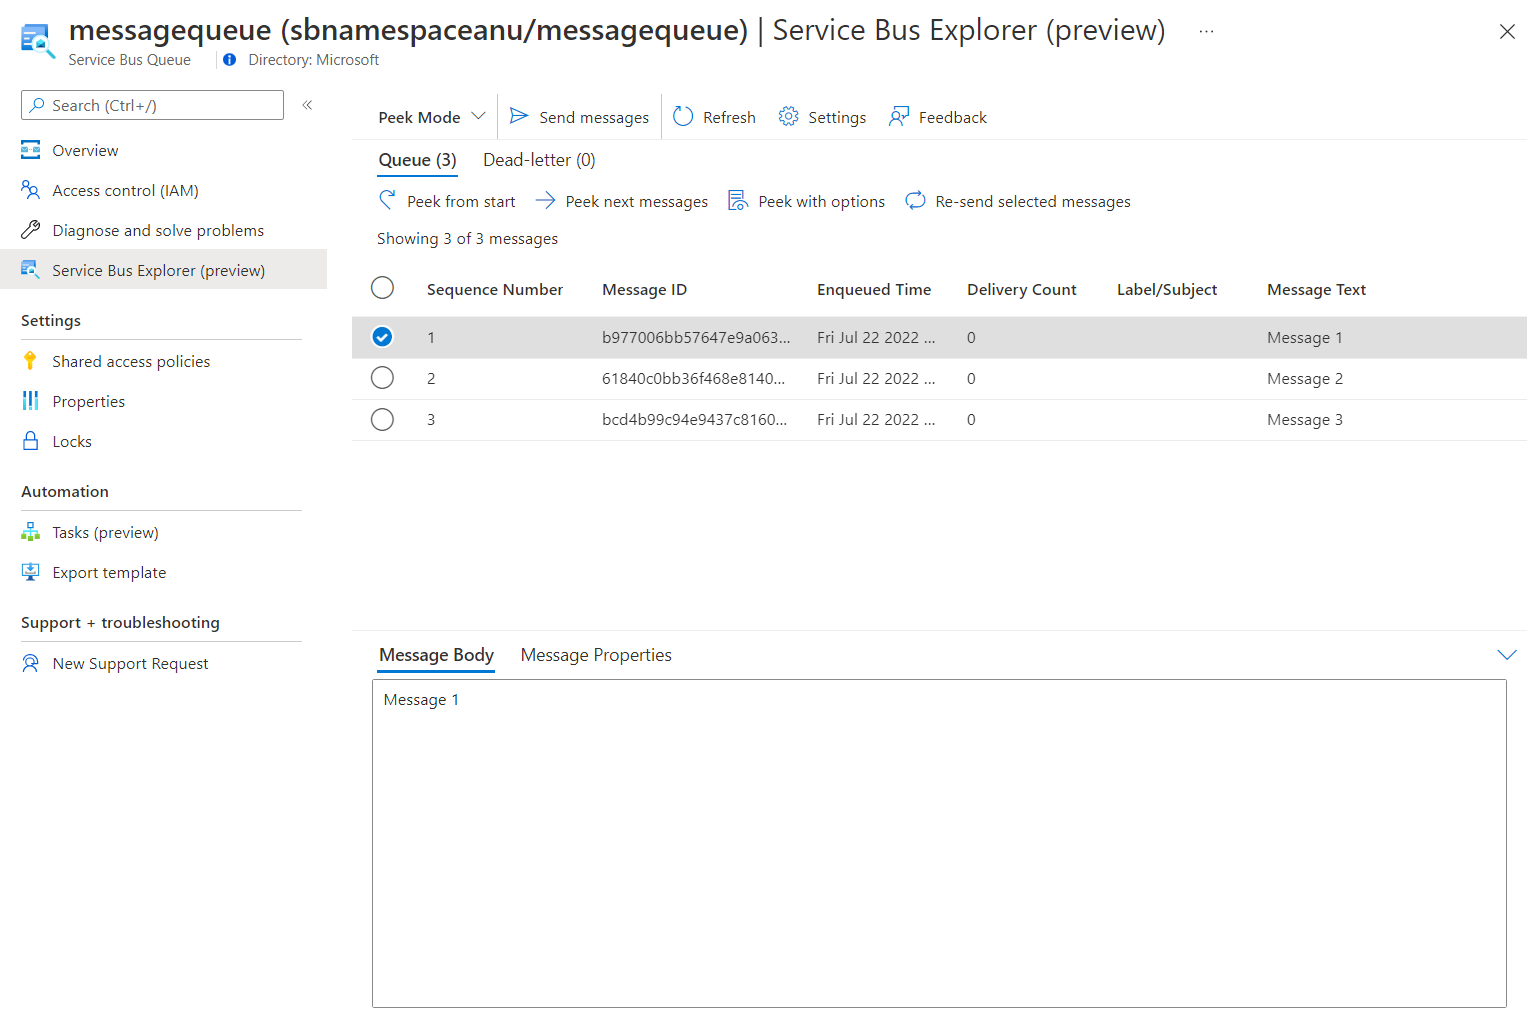 messagequeue (sbnamespaceanu/messagequeue) | Service Bus Explorer (preview) ...
Service Bus Queue Directory: Microsoft
Search (Ctrl+/) «
Overview
Access control (IAM)
Diagnose and solve problems
Service Bus Explorer (preview)
Settings
Shared access policies
Properties
Locks
Automation
Tasks (preview)
Export template
Support + troubleshooting
New Support Request
Peek Mode Send messages Refresh Settings Feedback
Queue (3) Dead-letter (0)
Peek from start Peek next messages Peek with options Re-send selected messages
Showing 3 of 3 messages
Sequence Number Message ID Enqueued Time Delivery Count Label/Subject Message Text
1 b977006bb57647e9a063... Fri Jul 22 2022 ... 0 Message 1
2 61840c0bb36f468e8140... Fri Jul 22 2022 ... 0 Message 2
3 bcd4b99c94e9437c8160... Fri Jul 22 2022 ... 0 Message 3
Message Body Message Properties
Message 1